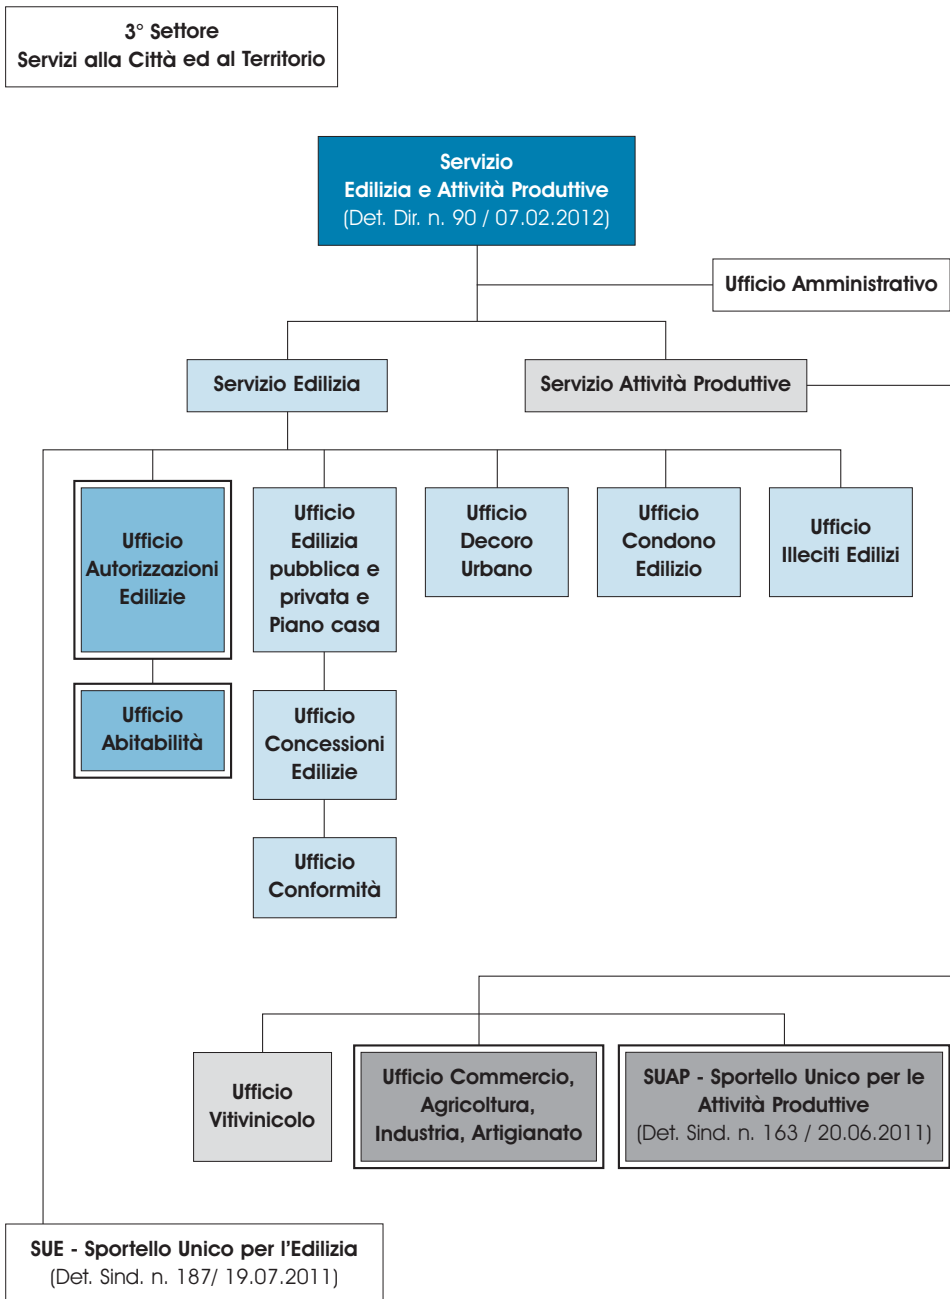 3° Settore
Servizi alla Città ed al Territorio
Servizio
Edilizia e Attività Produttive
(Det. Dir. n. 90 / 07.02.2012)
Ufficio Amministrativo
Servizio Edilizia
Servizio Attività Produttive
Ufficio
Autorizzazioni
Edilizie
Ufficio
Edilizia
pubblica e
privata e
Piano casa
Ufficio
Decoro
Urbano
Ufficio
Condono
Edilizio
Ufficio
Illeciti Edilizi
Ufficio
Abitabilità
Ufficio
Concessioni
Edilizie
Ufficio
Conformità
Ufficio
Vitivinicolo
Ufficio Commercio,
Agricoltura,
Industria, Artigianato
SUAP - Sportello Unico per le
Attività Produttive
(Det. Sind. n. 163 / 20.06.2011)
SUE - Sportello Unico per l'Edilizia
(Det. Sind. n. 187/ 19.07.2011)